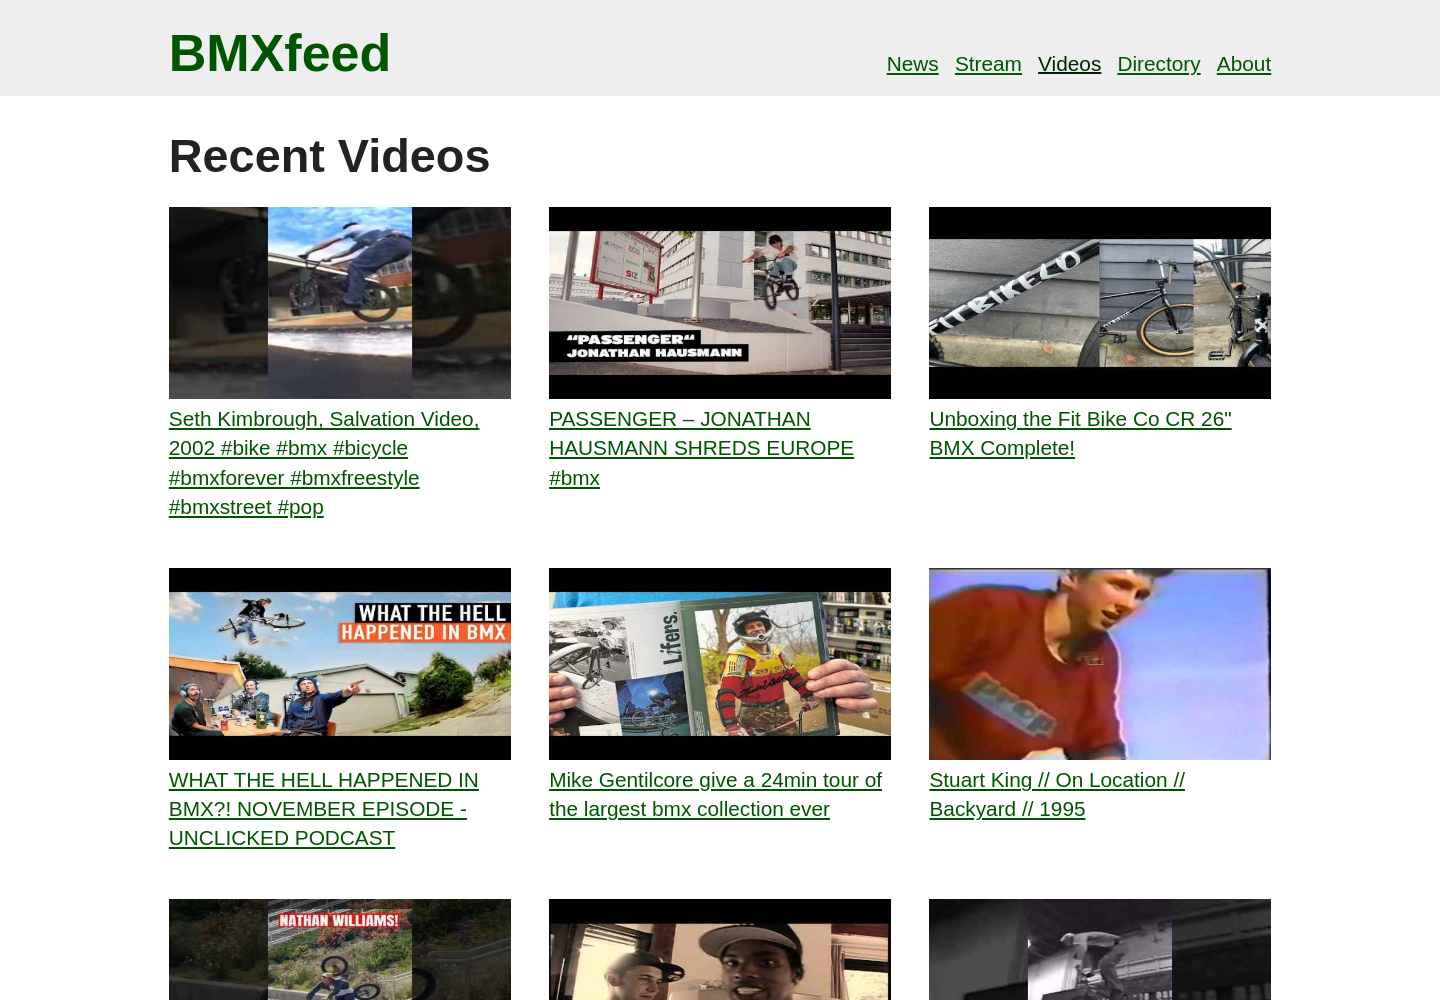 BMXfeed
News Stream Videos Directory About
Recent Videos
Seth Kimbrough, Salvation Video,
2002 #bike #bmx #bicycle
#bmxforever #bmxfreestyle
#bmxstreet #pop
SIZ
"PASSENGER"
JONATHAN HAUSMANN
PASSENGER – JONATHAN
HAUSMANN SHREDS EUROPE
#bmx
FITBIKECO
Unboxing the Fit Bike Co CR 26"
BMX Complete!
WHAT THE HELL
HAPPENED IN BMX
WHAT THE HELL HAPPENED IN
BMX?! NOVEMBER EPISODE -
UNCLICKED PODCAST
Lifers.
Mike Gentilcore give a 24min tour of
the largest bmx collection ever
Stuart King // On Location //
Backyard // 1995
NATHAN WILLIAMS!